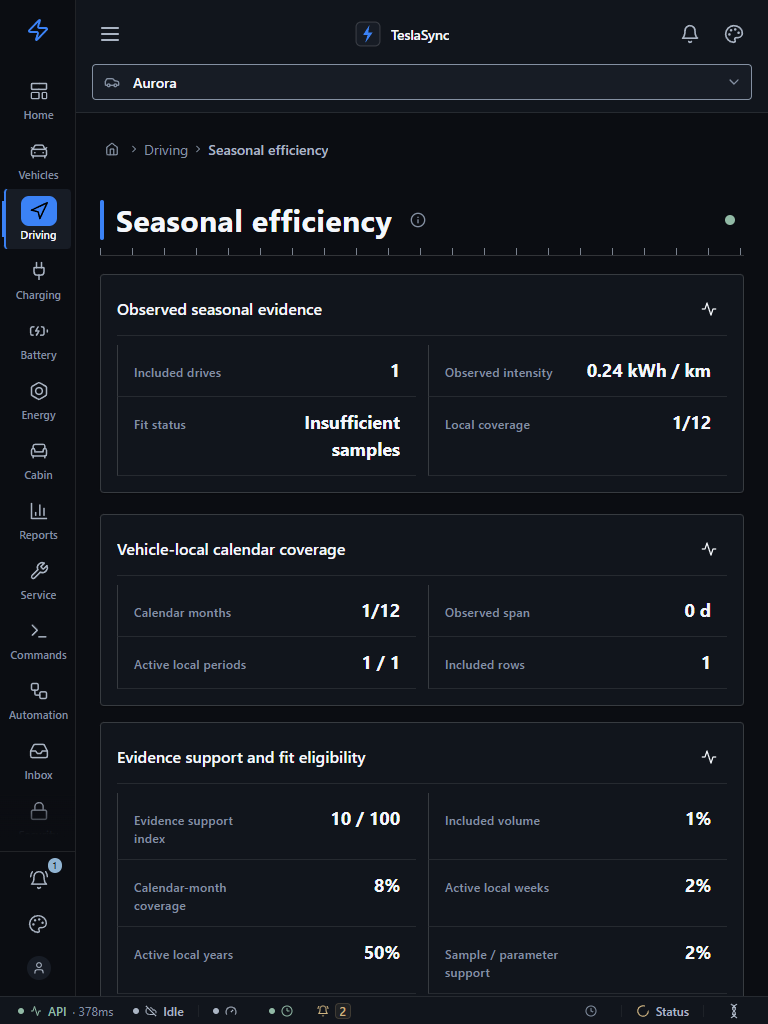 TeslaSync
Aurora
Home
Vehicles
Driving
Charging
Battery
Energy
Cabin
Reports
Service
Commands
Automation
Inbox
1
Driving
Seasonal efficiency
Seasonal efficiency
Observed seasonal evidence
Included drives 1
Observed intensity 0.24 kWh / km
Fit status Insufficient
samples
Local coverage 1/12
Vehicle-local calendar coverage
Calendar months 1/12
Observed span 0 d
Active local periods 1 / 1
Included rows 1
Evidence support and fit eligibility
Evidence support
index
10 / 100
Included volume 1%
Calendar-month
coverage
8%
Active local weeks 2%
Active local years 50%
Sample / parameter
support
2%
API · 378ms
Idle
2
Status